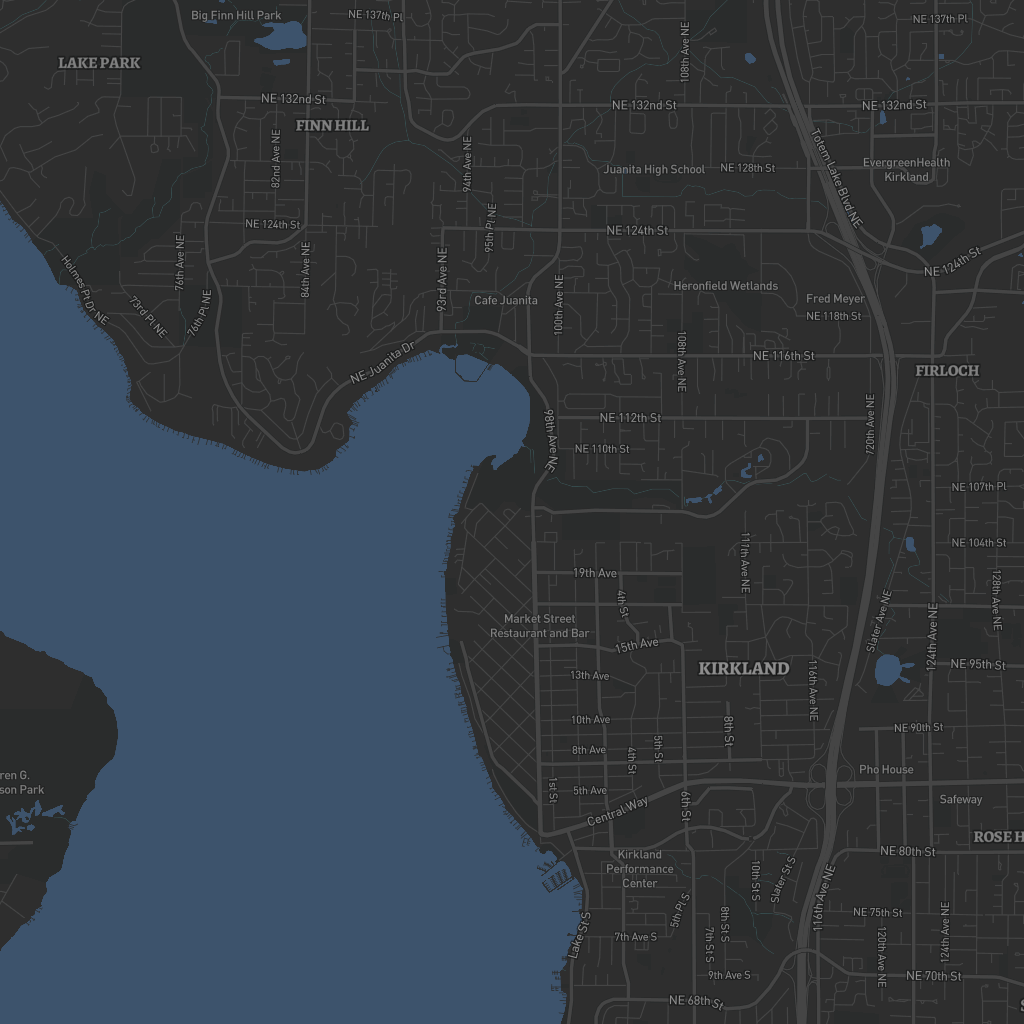 Big Finn Hill Park
NE 137th Pl
NE 137th Pl
108th Ave NE
LAKE PARK
NE 132nd St
NE 132nd St
NE 132nd St
FINN HILL
82nd Ave NE
94th Ave NE
Totem Lake Blvd NE
Juanita High School
NE 128th St
EvergreenHealth
Kirkland
NE 124th St
95th Pl NE
NE 124th St
76th Ave NE
84th Ave NE
NE 124th St
Holmes Pt Dr NE
93rd Ave NE
100th Ave NE
Heronfield Wetlands
73rd Pl NE
76th Pl NE
Cafe Juanita
Fred Meyer
NE 118th St
NE Juanita Dr
108th Ave NE
NE 116th St
FIRLOCH
98th Ave NE
NE 112th St
120th Ave NE
NE 110th St
NE 107th Pl
111th Ave NE
NE 104th St
19th Ave
4th St
128th Ave NE
Market Street
Restaurant and Bar
Slater Ave NE
124th Ave NE
15th Ave
KIRKLAND
116th Ave NE
NE 95th St
13th Ave
10th Ave
8th St
NE 90th St
8th Ave
4th St
5th St
ren G.
son Park
Pho House
1st St
5th Ave
Central Way
6th St
Safeway
ROSE H
Kirkland
Performance
Center
NE 80th St
10th St S
Slater St S
116th Ave NE
5th Pl S
8th St S
NE 75th St
Lake St S
7th Ave S
7th St S
120th Ave NE
124th Ave NE
9th Ave S
NE 70th St
NE 68th St
S